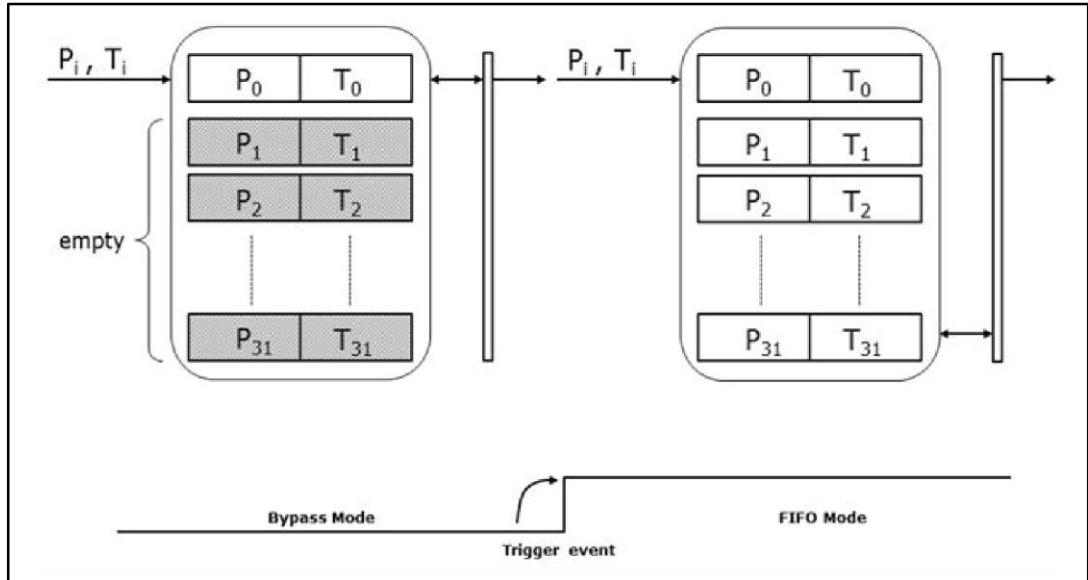 Pi , Ti
P0 T0
P1 T1
P2 T2
P31 T31
empty
Pi , Ti
P0 T0
P1 T1
P2 T2
P31 T31
Bypass Mode
FIFO Mode
Trigger event